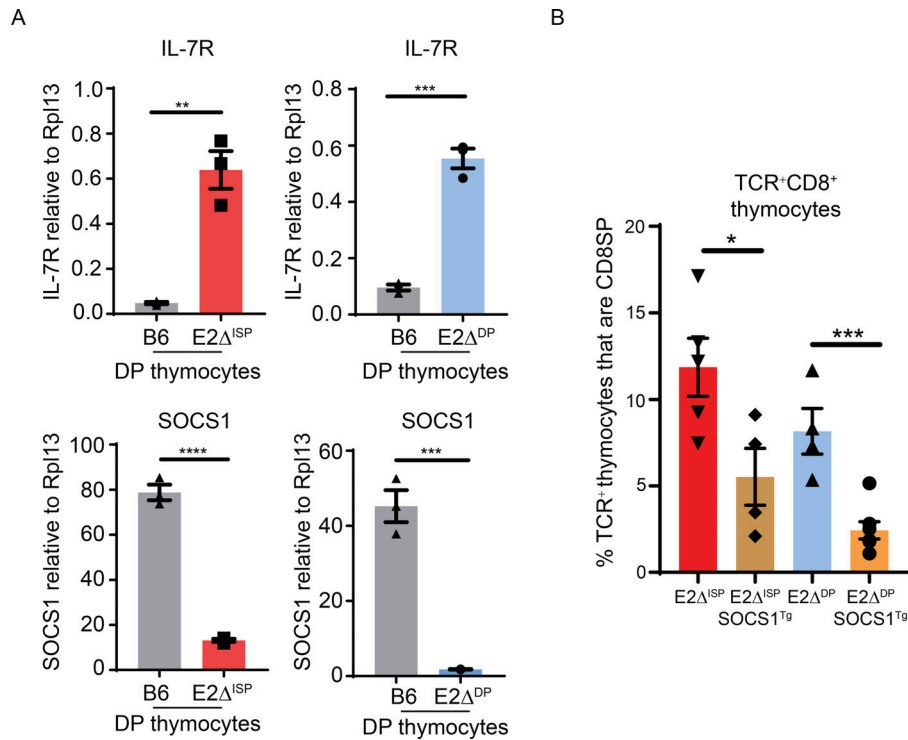 A
IL-7R
IL-7R relative to Rpl13
1.0
0.8
0.6
0.4
0.2
0.0
**
B6 E2Δ^ISP
DP thymocytes
IL-7R
IL-7R relative to Rpl13
0.8
0.6
0.4
0.2
0.0
***
B6 E2Δ^DP
DP thymocytes
SOCS1
SOCS1 relative to Rpl13
100
80
60
40
20
0
****
B6 E2Δ^ISP
DP thymocytes
SOCS1
SOCS1 relative to Rpl13
60
40
20
0
***
B6 E2Δ^DP
DP thymocytes
B
TCR⁺CD8⁺
thymocytes
% TCR⁺ thymocytes that are CD8SP
20
15
10
5
0
*
***
E2Δ^ISP E2Δ^ISP E2Δ^DP E2Δ^DP
SOCS1^Tg SOCS1^Tg